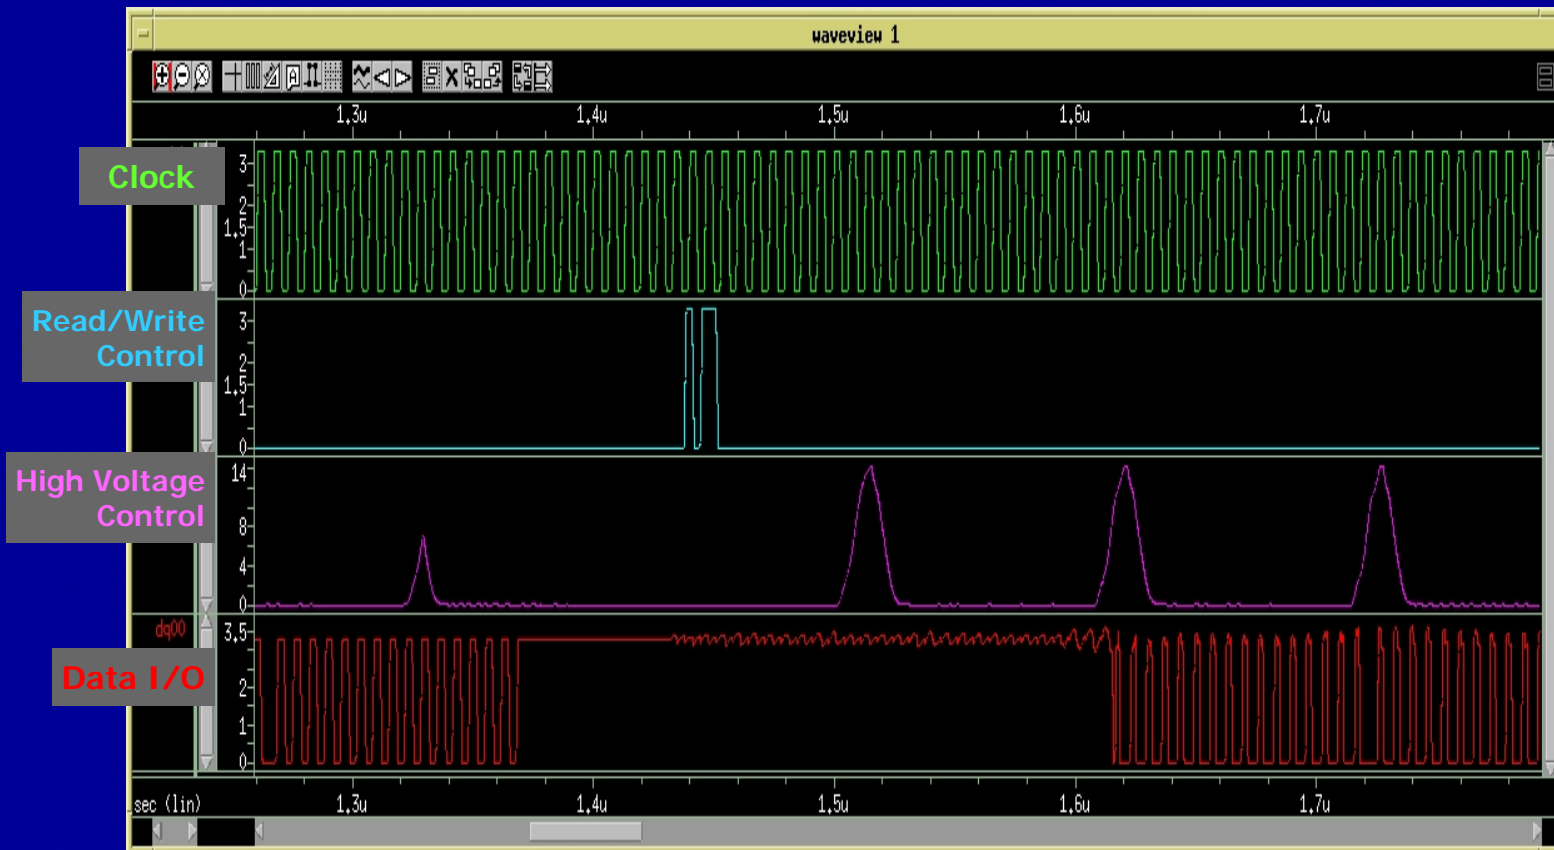 waveview 1
A
1.3u 1.4u 1.5u 1.6u 1.7u
Clock
3
2
1.5
1
0
Read/Write
Control
3
2
1.5
1
0
High Voltage
Control
14
8
4
0
dq00
Data I/O
3.5
2
1
0
sec (lin) 1.3u 1.4u 1.5u 1.6u 1.7u